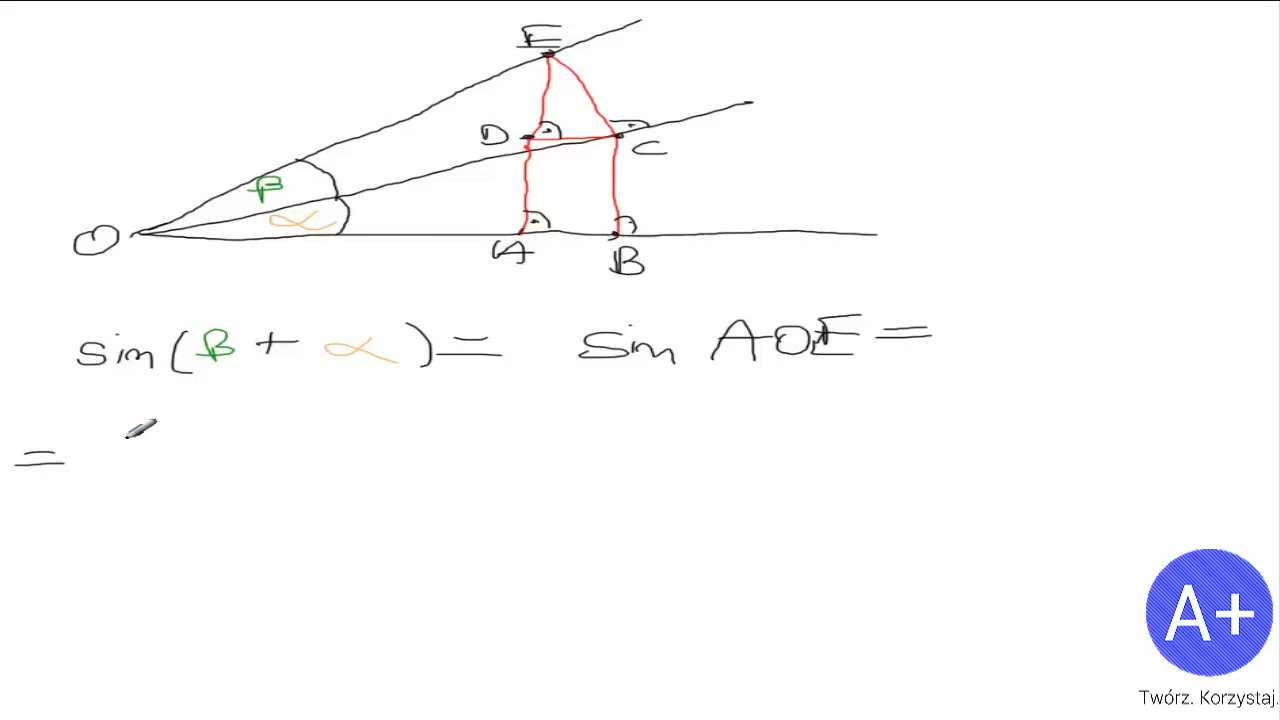 E
D
C
β
α
O
A
B
sin(β + α) = sin AOE =
=
A+
Twórz. Korzystaj.